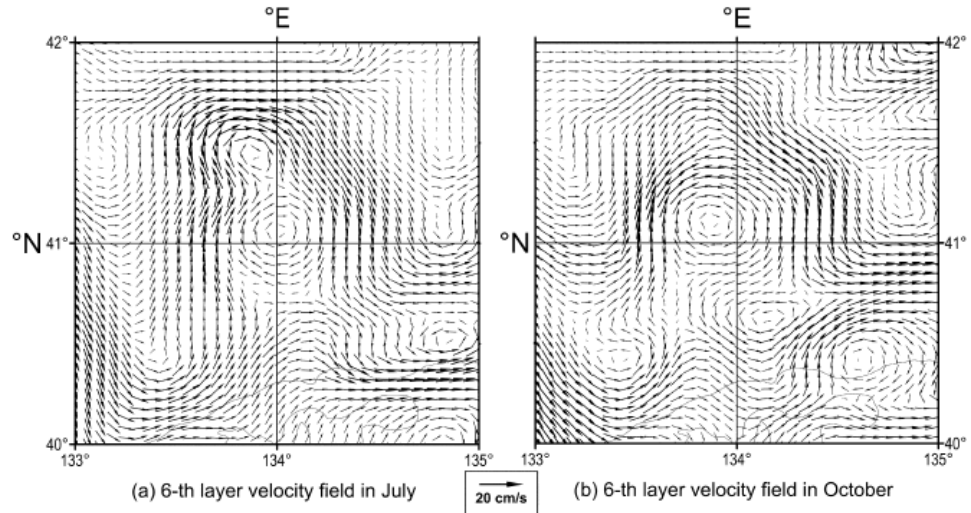 °E °E
42° 42°
°N 41° °N 41°
40° 40°
133° 134° 135° 133° 134° 135°
(a) 6-th layer velocity field in July 20 cm/s (b) 6-th layer velocity field in October